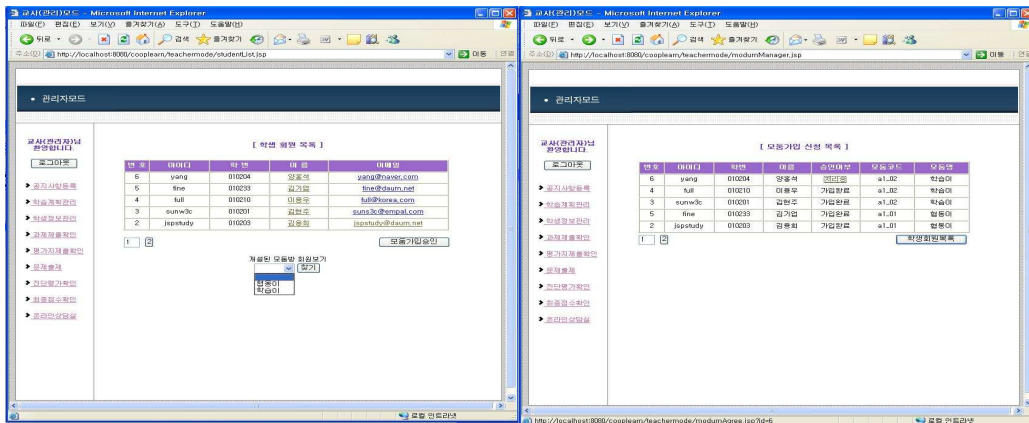 교사(관리)모드 - Microsoft Internet Explorer
파일(F) 편집(E) 보기(V) 즐겨찾기(A) 도구(T) 도움말(H)
뒤로 검색 즐겨찾기
주소(D) http://localhost:8080/cooplearn/teachermode/studentList.jsp 이동 연결
• 관리자모드
교사(관리자)님
환영합니다.
로그아웃
공지사항등록
학습계획관리
학생정보관리
과제제출확인
평가지제출확인
문제출제
진단평가확인
최종점수확인
온라인상담실
[ 학생 회원 목록 ]
번 호 아이디 학 번 이 름 이메일
6 yang 010204 양홍석 yang@naver.com
5 fine 010233 김기업 fine@daum.net
4 full 010210 이용우 full@korea.com
3 sunw3c 010201 김현주 suns3c@empal.com
2 jspstudy 010203 김용희 jspstudy@daum.net
1 2 모둠가입승인
개설된 모둠방 회원보기
찾기
협동이
학습이
로컬 인트라넷
교사(관리)모드 - Microsoft Internet Explorer
파일(F) 편집(E) 보기(V) 즐겨찾기(A) 도구(T) 도움말(H)
뒤로 검색 즐겨찾기
주소(D) http://localhost:8080/cooplearn/teachermode/modumManager.jsp 이동
• 관리자모드
교사(관리자)님
환영합니다.
로그아웃
공지사항등록
학습계획관리
학생정보관리
과제제출확인
평가지제출확인
문제출제
진단평가확인
최종점수확인
온라인상담실
[ 모둠가입 신청 목록 ]
번호 아이디 학번 이름 승인여부 모둠코드 모둠명
6 yang 010204 양홍석 a1_02 학습이
4 full 010210 이용우 가입완료 a1_02 학습이
3 sunw3c 010201 김현주 가입완료 a1_02 학습이
5 fine 010233 김기업 가입완료 a1_01 협동이
2 jspstudy 010203 김용희 가입완료 a1_01 협동이
1 2 학생회원목록
http://localhost:8080/cooplearn/teachermode/modumAgree.jsp?id=6 로컬 인트라넷